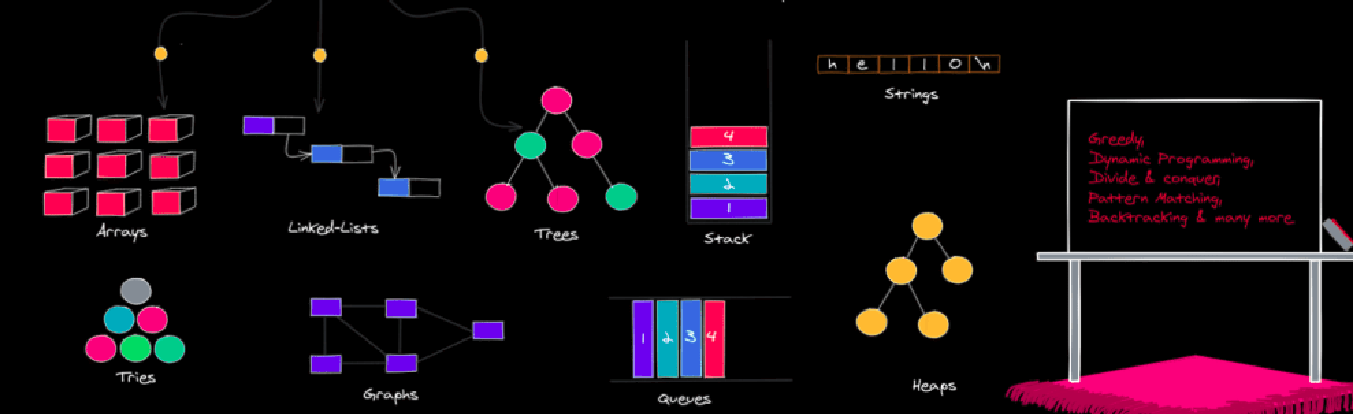 h e l l o \n
Strings
4
3
2
1
Arrays
Linked-Lists
Trees
Stack
Greedy,
Dynamic Programming,
Divide & conquer,
Pattern Matching,
Backtracking & many more
1 2 3 4
Tries
Graphs
Queues
Heaps